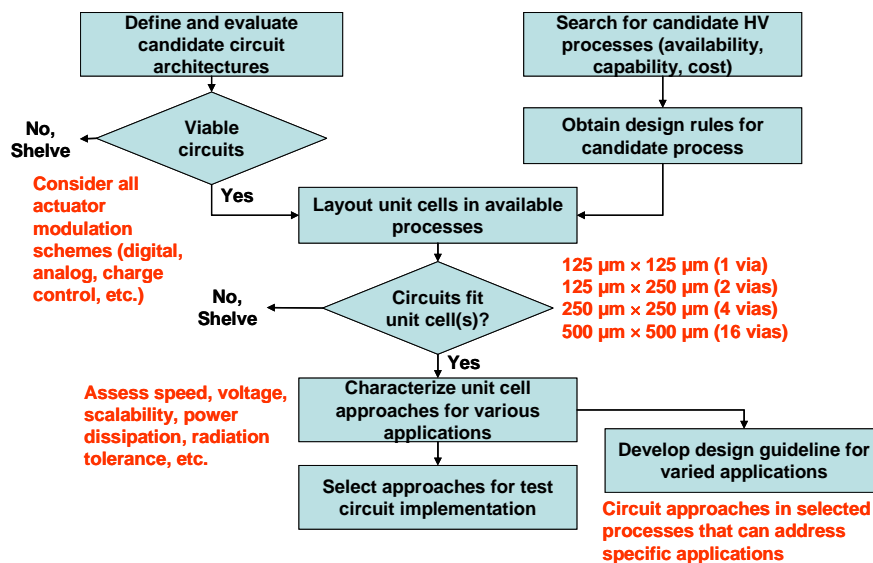 Define and evaluate
candidate circuit
architectures
Search for candidate HV
processes (availability,
capability, cost)
Viable
circuits
No,
Shelve
Yes
Obtain design rules for
candidate process
Consider all
actuator
modulation
schemes (digital,
analog, charge
control, etc.)
Layout unit cells in available
processes
Circuits fit
unit cell(s)?
No,
Shelve
Yes
125 µm × 125 µm (1 via)
125 µm × 250 µm (2 vias)
250 µm × 250 µm (4 vias)
500 µm × 500 µm (16 vias)
Assess speed, voltage,
scalability, power
dissipation, radiation
tolerance, etc.
Characterize unit cell
approaches for various
applications
Select approaches for test
circuit implementation
Develop design guideline for
varied applications
Circuit approaches in selected
processes that can address
specific applications